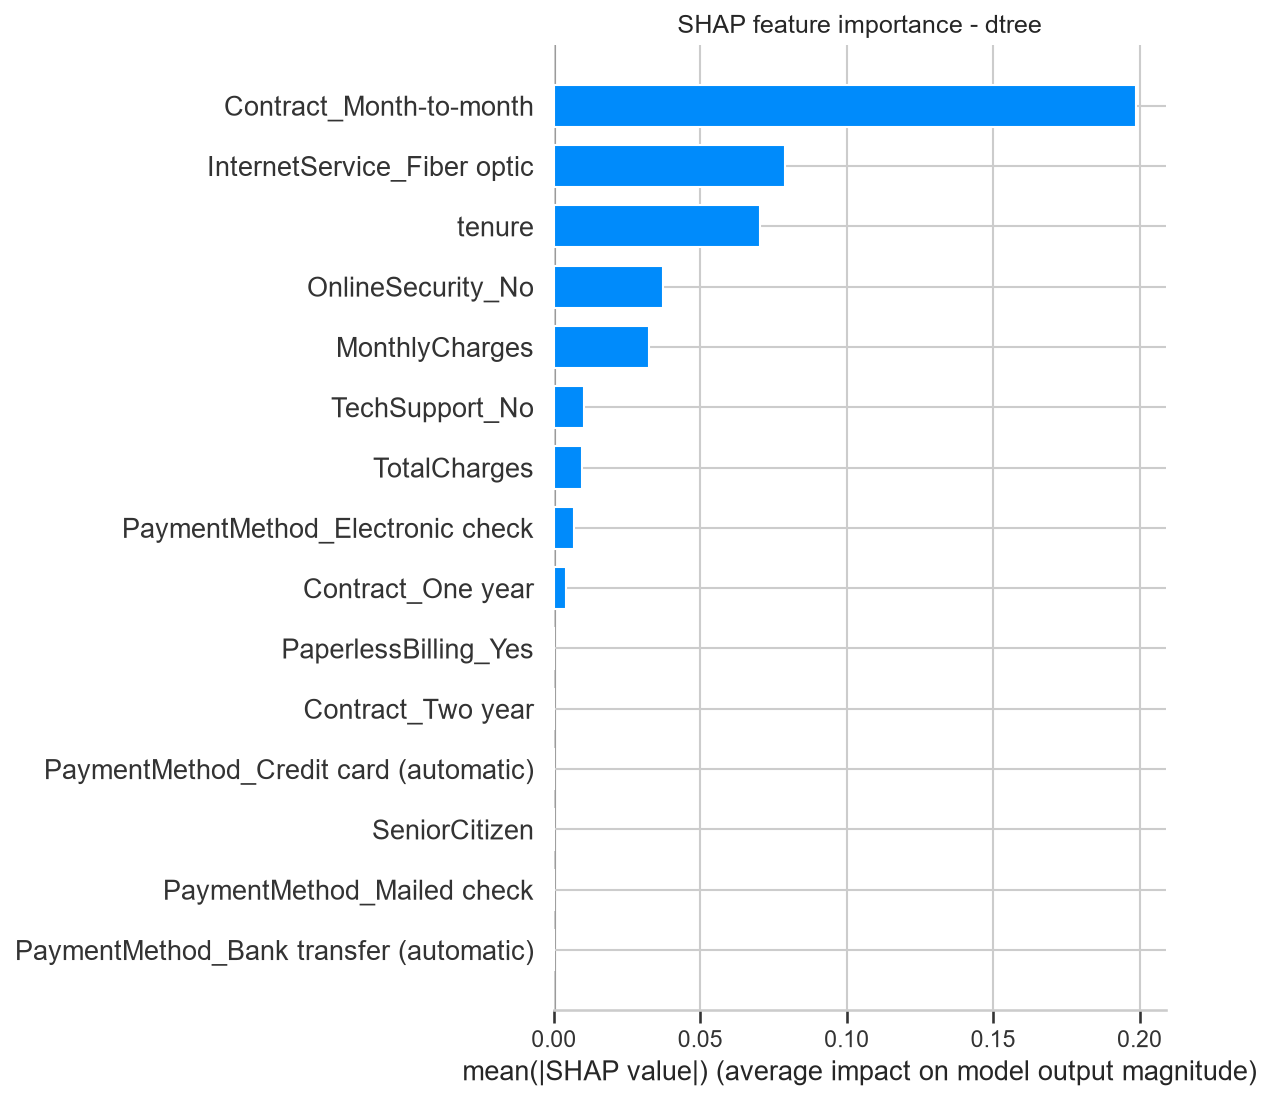 SHAP feature importance - dtree
Contract_Month-to-month
InternetService_Fiber optic
tenure
OnlineSecurity_No
MonthlyCharges
TechSupport_No
TotalCharges
PaymentMethod_Electronic check
Contract_One year
PaperlessBilling_Yes
Contract_Two year
PaymentMethod_Credit card (automatic)
SeniorCitizen
PaymentMethod_Mailed check
PaymentMethod_Bank transfer (automatic)
0.00 0.05 0.10 0.15 0.20
mean(|SHAP value|) (average impact on model output magnitude)